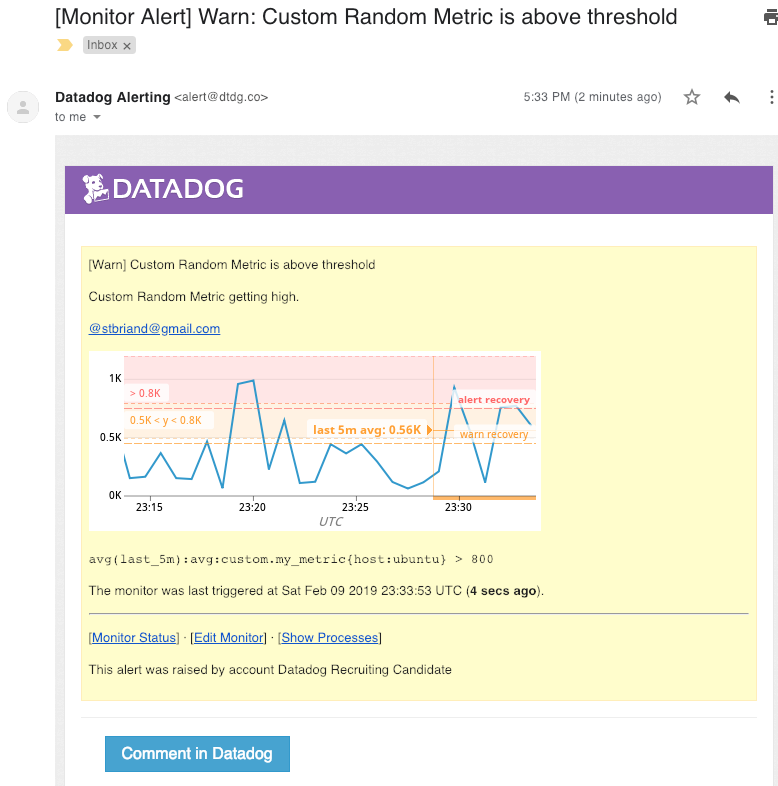 [Monitor Alert] Warn: Custom Random Metric is above threshold
Inbox x
Datadog Alerting <alert@dtdg.co>
5:33 PM (2 minutes ago)
to me
DATADOG
[Warn] Custom Random Metric is above threshold
Custom Random Metric getting high.
@stbriand@gmail.com
1K
> 0.8K
alert recovery
0.5K < y < 0.8K
0.5K
last 5m avg: 0.56K
warn recovery
0K
23:15 23:20 23:25 23:30
UTC
avg(last_5m):avg:custom.my_metric{host:ubuntu} > 800
The monitor was last triggered at Sat Feb 09 2019 23:33:53 UTC (4 secs ago).
[Monitor Status] · [Edit Monitor] · [Show Processes]
This alert was raised by account Datadog Recruiting Candidate
Comment in Datadog